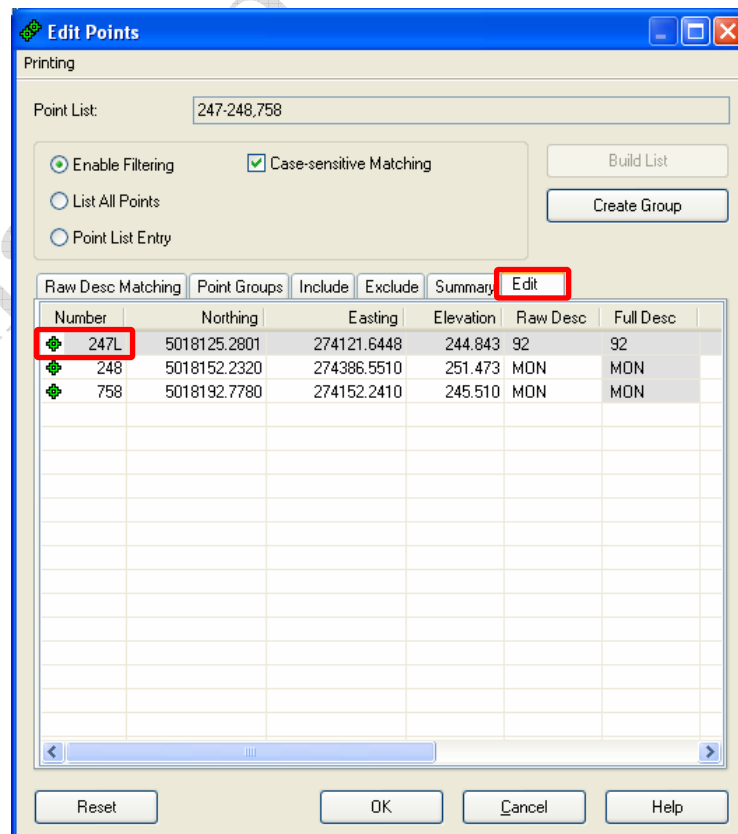 Edit Points
Printing
Point List: 247-248,758
Enable Filtering Case-sensitive Matching Build List
List All Points Create Group
Point List Entry
Raw Desc Matching Point Groups Include Exclude Summary Edit
Number Northing Easting Elevation Raw Desc Full Desc
247L 5018125.2801 274121.6448 244.843 92 92
248 5018152.2320 274386.5510 251.473 MON MON
758 5018192.7780 274152.2410 245.510 MON MON
Reset OK Cancel Help